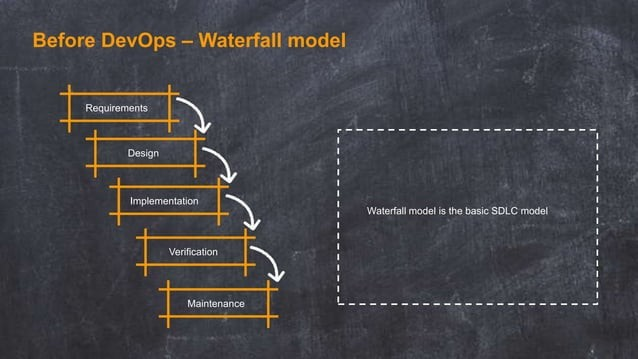 Before DevOps – Waterfall model
Requirements
Design
Implementation
Verification
Maintenance
Waterfall model is the basic SDLC model